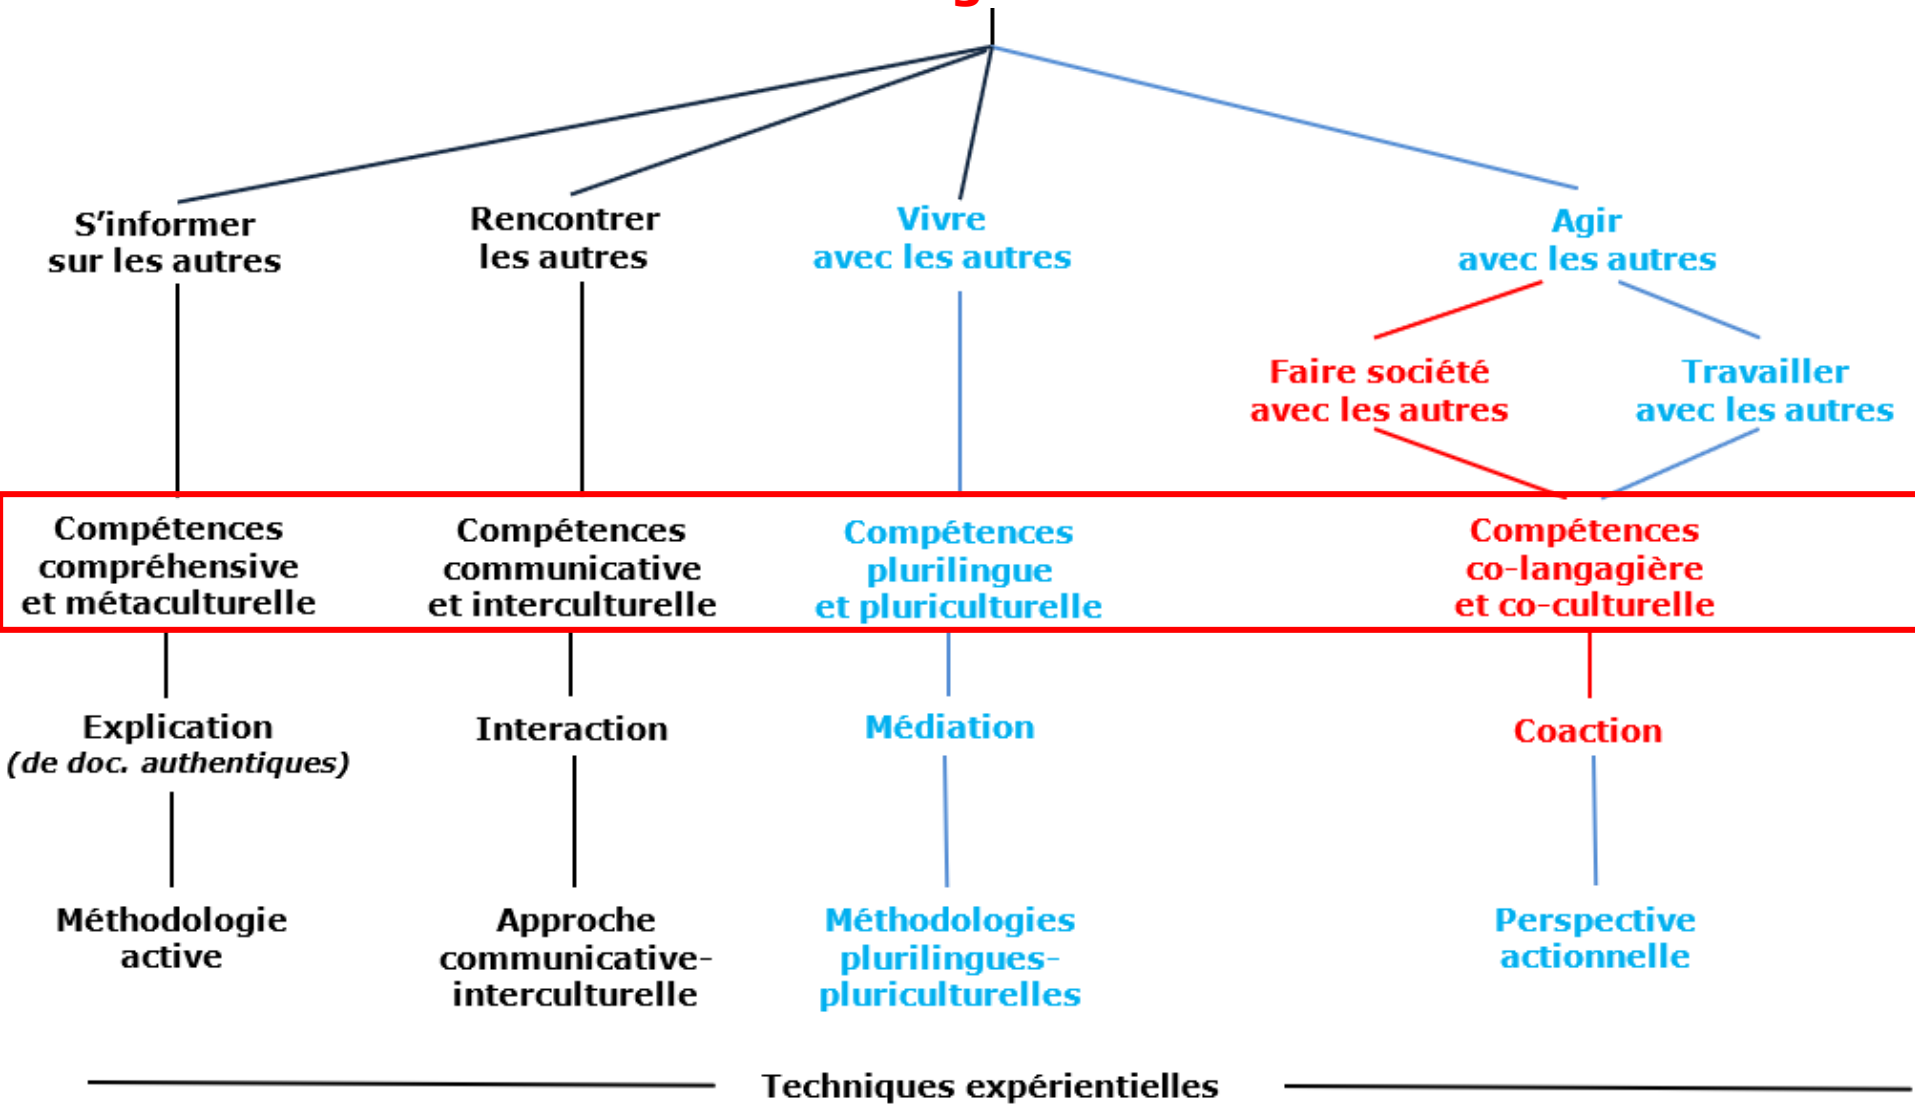 S’informer
sur les autres
Rencontrer
les autres
Vivre
avec les autres
Agir
avec les autres
Faire société
avec les autres
Travailler
avec les autres
Compétences
compréhensive
et métaculturelle
Compétences
communicative
et interculturelle
Compétences
plurilingue
et pluriculturelle
Compétences
co-langagière
et co-culturelle
Explication
(de doc. authentiques)
Interaction
Médiation
Coaction
Méthodologie
active
Approche
communicative-
interculturelle
Méthodologies
plurilingues-
pluriculturelles
Perspective
actionnelle
Techniques expérientielles